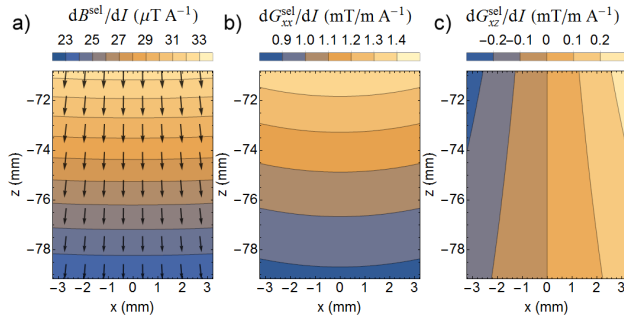 dB^sel/dI (μT A⁻¹)
23 25 27 29 31 33
a)
-72
-74
-76
-78
z (mm)
-3 -2 -1 0 1 2 3
x (mm)
dG_xx^sel/dI (mT/m A⁻¹)
0.9 1.0 1.1 1.2 1.3 1.4
b)
-72
-74
-76
-78
z (mm)
-3 -2 -1 0 1 2 3
x (mm)
dG_xz^sel/dI (mT/m A⁻¹)
-0.2 -0.1 0 0.1 0.2
c)
-72
-74
-76
-78
z (mm)
-3 -2 -1 0 1 2 3
x (mm)